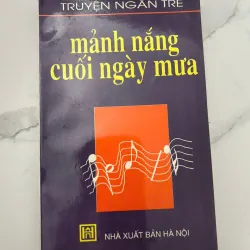 TRUYỆN NGẮN TRẺ
mảnh nắng
cuối ngày mưa
NHÀ XUẤT BẢN HÀ NỘI